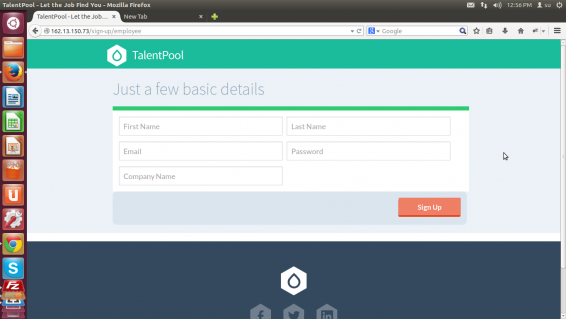 TalentPool - Let the Job Find You - Mozilla Firefox
12:56 PM
su
TalentPool - Let the Job...
New Tab
162.13.150.73/sign-up/employee
Google
TalentPool
Just a few basic details
First Name
Last Name
Email
Password
Company Name
Sign Up